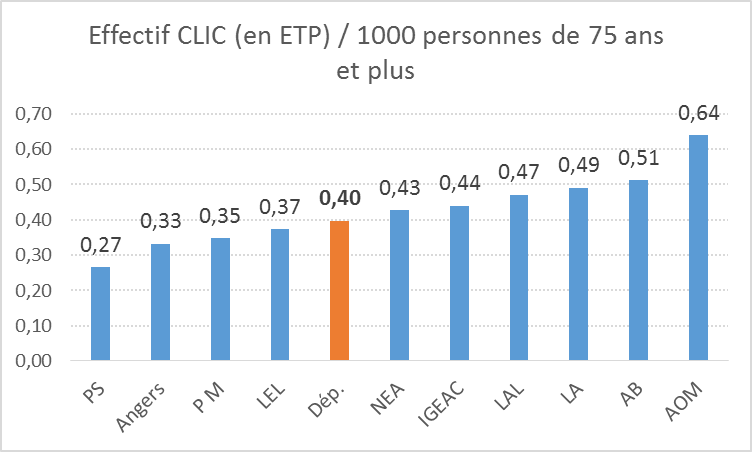 Effectif CLIC (en ETP) / 1000 personnes de 75 ans
et plus
0,70
0,60
0,50
0,40
0,30
0,20
0,10
0,00
0,27
0,33
0,35
0,37
0,40
0,43
0,44
0,47
0,49
0,51
0,64
PS
Angers
P M
LEL
Dép.
NEA
IGEAC
LAL
LA
AB
AOM